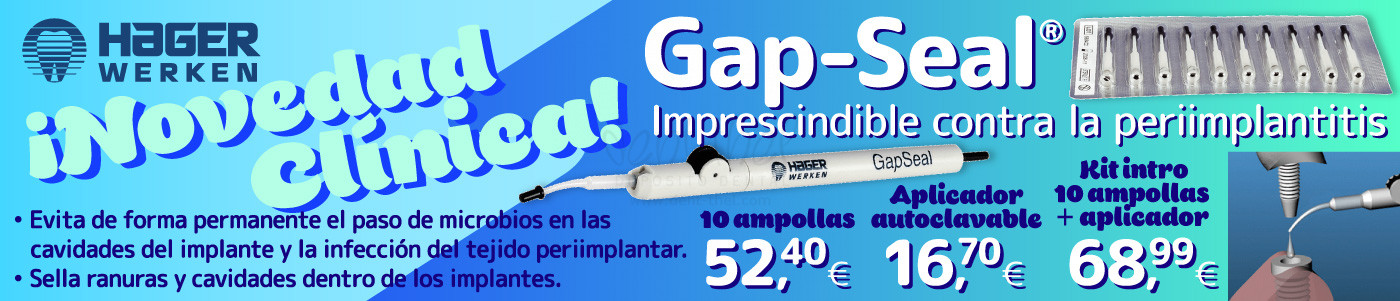 HAGER
WERKEN
¡Novedad
Clínica!
• Evita de forma permanente el paso de microbios en las
cavidades del implante y la infección del tejido periimplantar.
• Sella ranuras y cavidades dentro de los implantes.
Gap-Seal®
Imprescindible contra la periimplantitis
HAGER
WERKEN
GapSeal
10 ampollas
52,40€
Aplicador
autoclavable
16,70€
Kit intro
10 ampollas
+ aplicador
68,99€